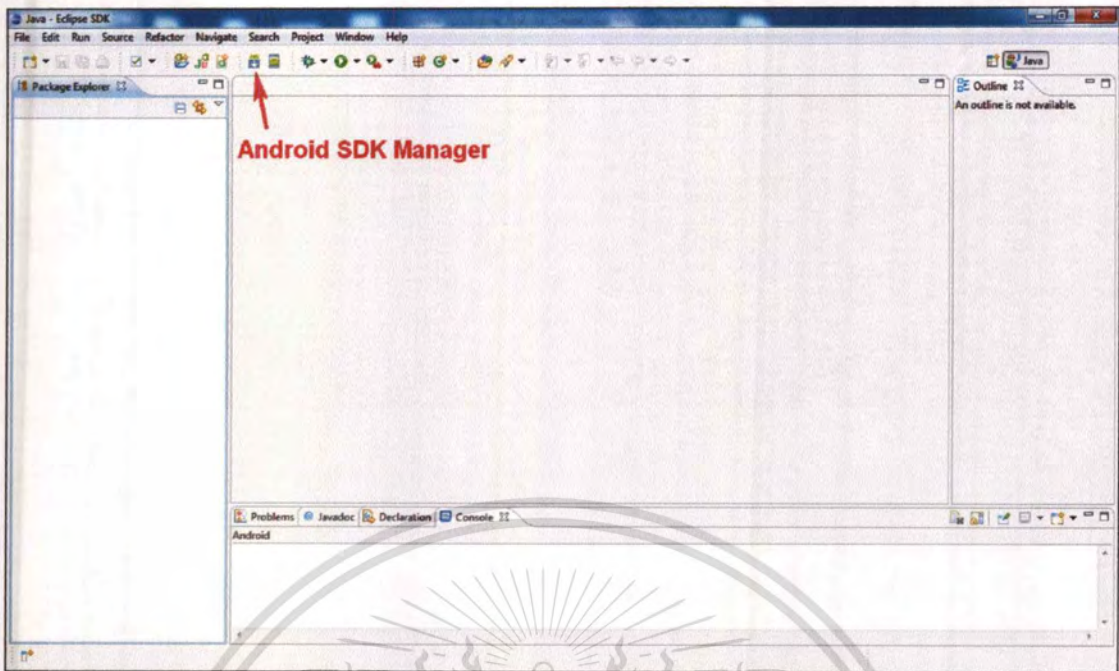 Java - Eclipse SDK
File Edit Run Source Refactor Navigate Search Project Window Help
Java
Package Explorer
Outline
An outline is not available.
Android SDK Manager
Problems Javadoc Declaration Console
Android